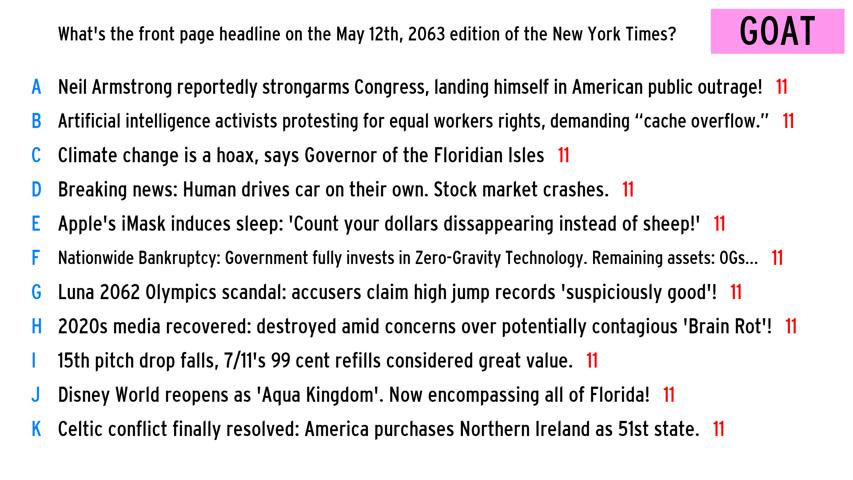 What's the front page headline on the May 12th, 2063 edition of the New York Times?
GOAT
A Neil Armstrong reportedly strongarms Congress, landing himself in American public outrage! 11
B Artificial intelligence activists protesting for equal workers rights, demanding “cache overflow.” 11
C Climate change is a hoax, says Governor of the Floridian Isles 11
D Breaking news: Human drives car on their own. Stock market crashes. 11
E Apple's iMask induces sleep: 'Count your dollars dissappearing instead of sheep!' 11
F Nationwide Bankruptcy: Government fully invests in Zero-Gravity Technology. Remaining assets: OGs... 11
G Luna 2062 Olympics scandal: accusers claim high jump records 'suspiciously good'! 11
H 2020s media recovered: destroyed amid concerns over potentially contagious 'Brain Rot'! 11
I 15th pitch drop falls, 7/11's 99 cent refills considered great value. 11
J Disney World reopens as 'Aqua Kingdom'. Now encompassing all of Florida! 11
K Celtic conflict finally resolved: America purchases Northern Ireland as 51st state. 11